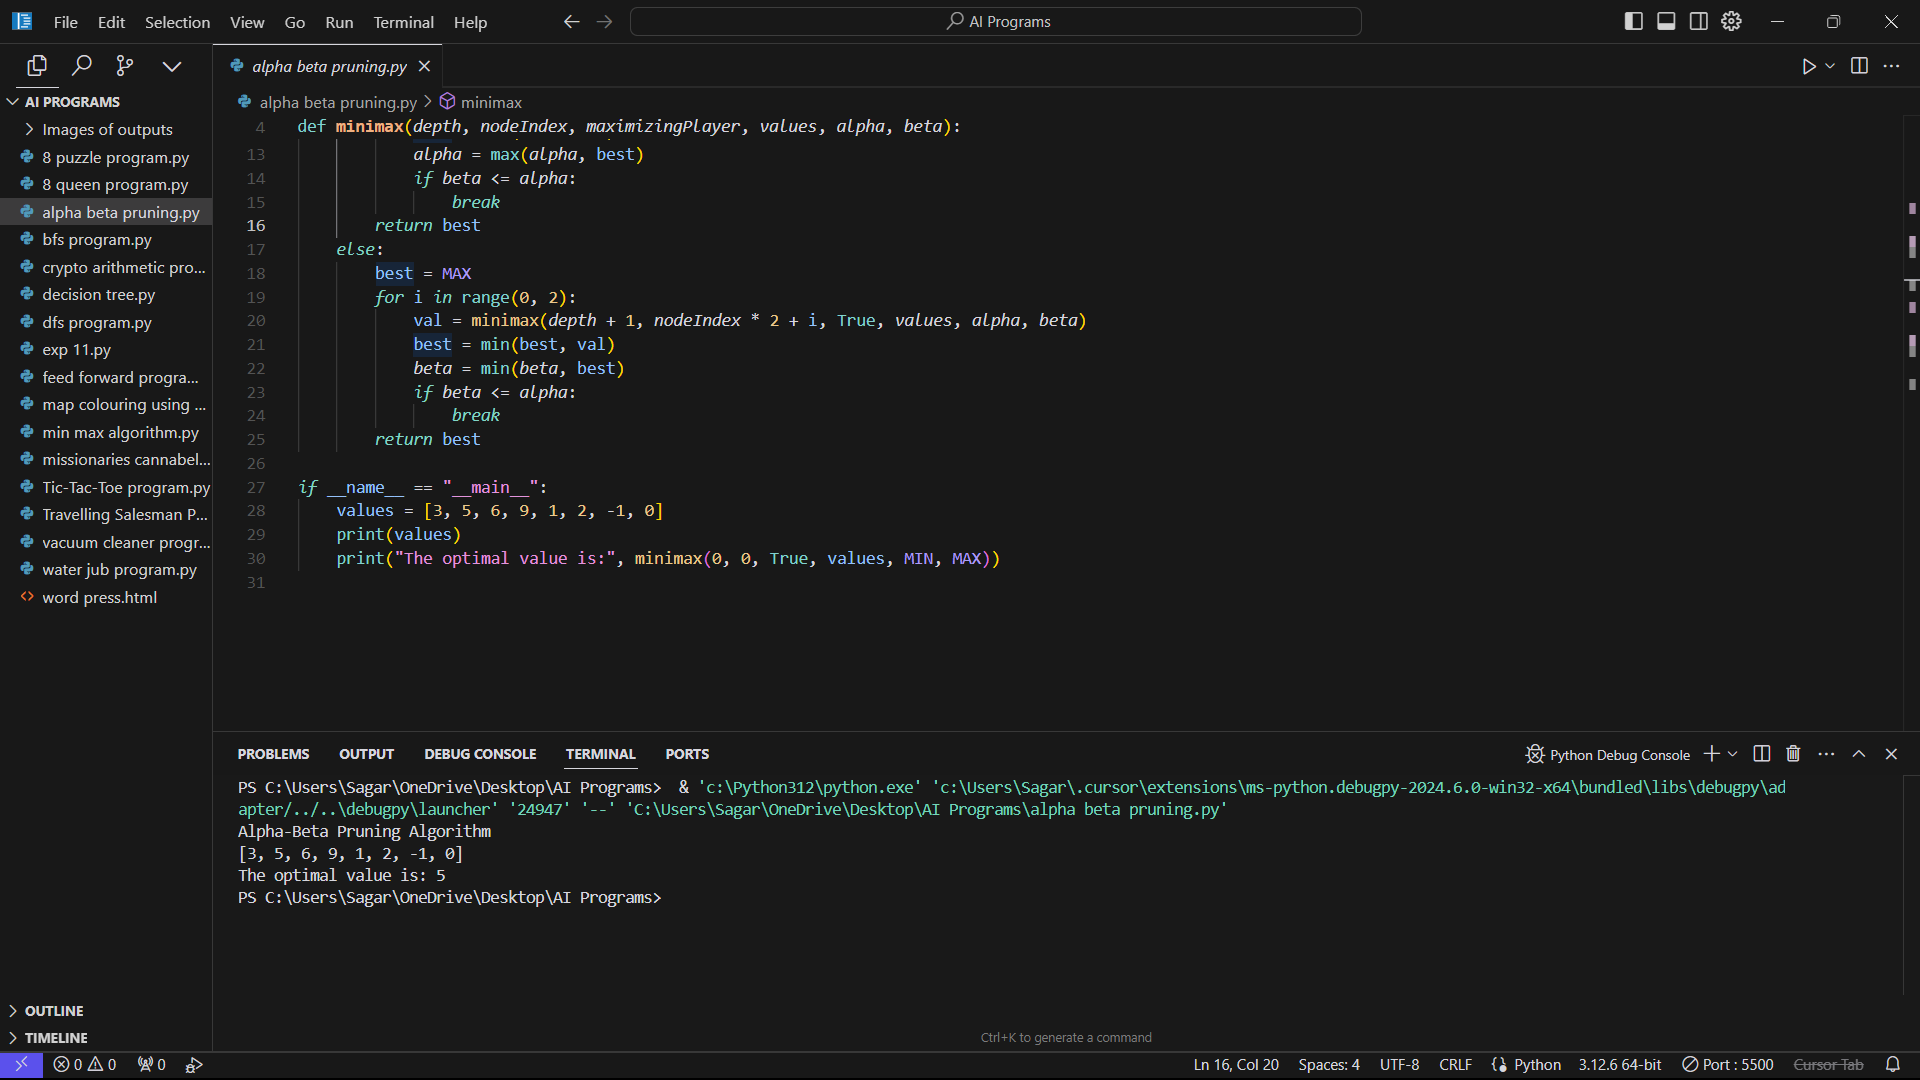 File Edit Selection View Go Run Terminal Help
AI Programs
alpha beta pruning.py
AI PROGRAMS
Images of outputs
8 puzzle program.py
8 queen program.py
alpha beta pruning.py
bfs program.py
crypto arithmetic pro...
decision tree.py
dfs program.py
exp 11.py
feed forward progra...
map colouring using ...
min max algorithm.py
missionaries cannabel...
Tic-Tac-Toe program.py
Travelling Salesman P...
vacuum cleaner progr...
water jub program.py
word press.html
OUTLINE
TIMELINE
alpha beta pruning.py > minimax
4 def minimax(depth, nodeIndex, maximizingPlayer, values, alpha, beta):
13 alpha = max(alpha, best)
14 if beta <= alpha:
15 break
16 return best
17 else:
18 best = MAX
19 for i in range(0, 2):
20 val = minimax(depth + 1, nodeIndex * 2 + i, True, values, alpha, beta)
21 best = min(best, val)
22 beta = min(beta, best)
23 if beta <= alpha:
24 break
25 return best
26
27 if __name__ == "__main__":
28 values = [3, 5, 6, 9, 1, 2, -1, 0]
29 print(values)
30 print("The optimal value is:", minimax(0, 0, True, values, MIN, MAX))
31
PROBLEMS OUTPUT DEBUG CONSOLE TERMINAL PORTS
Python Debug Console
PS C:\Users\Sagar\OneDrive\Desktop\AI Programs> & 'c:\Python312\python.exe' 'c:\Users\Sagar\.cursor\extensions\ms-python.debugpy-2024.6.0-win32-x64\bundled\libs\debugpy\ad
apter/../..\debugpy\launcher' '24947' '--' 'C:\Users\Sagar\OneDrive\Desktop\AI Programs\alpha beta pruning.py'
Alpha-Beta Pruning Algorithm
[3, 5, 6, 9, 1, 2, -1, 0]
The optimal value is: 5
PS C:\Users\Sagar\OneDrive\Desktop\AI Programs>
Ctrl+K to generate a command
0 0 0
Ln 16, Col 20 Spaces: 4 UTF-8 CRLF Python 3.12.6 64-bit Port : 5500 Cursor Tab